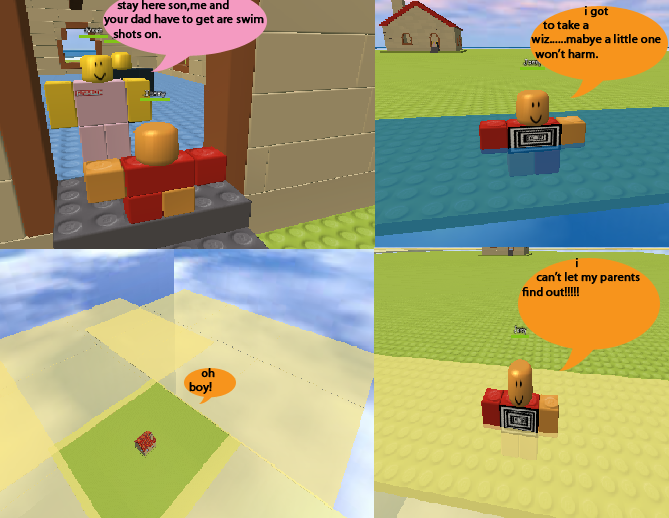 stay here son,me and
your dad have to get are swim
shots on.
i got
to take a
wiz......mabye a little one
won't harm.
oh
boy!
i
can't let my parents
find out!!!!!